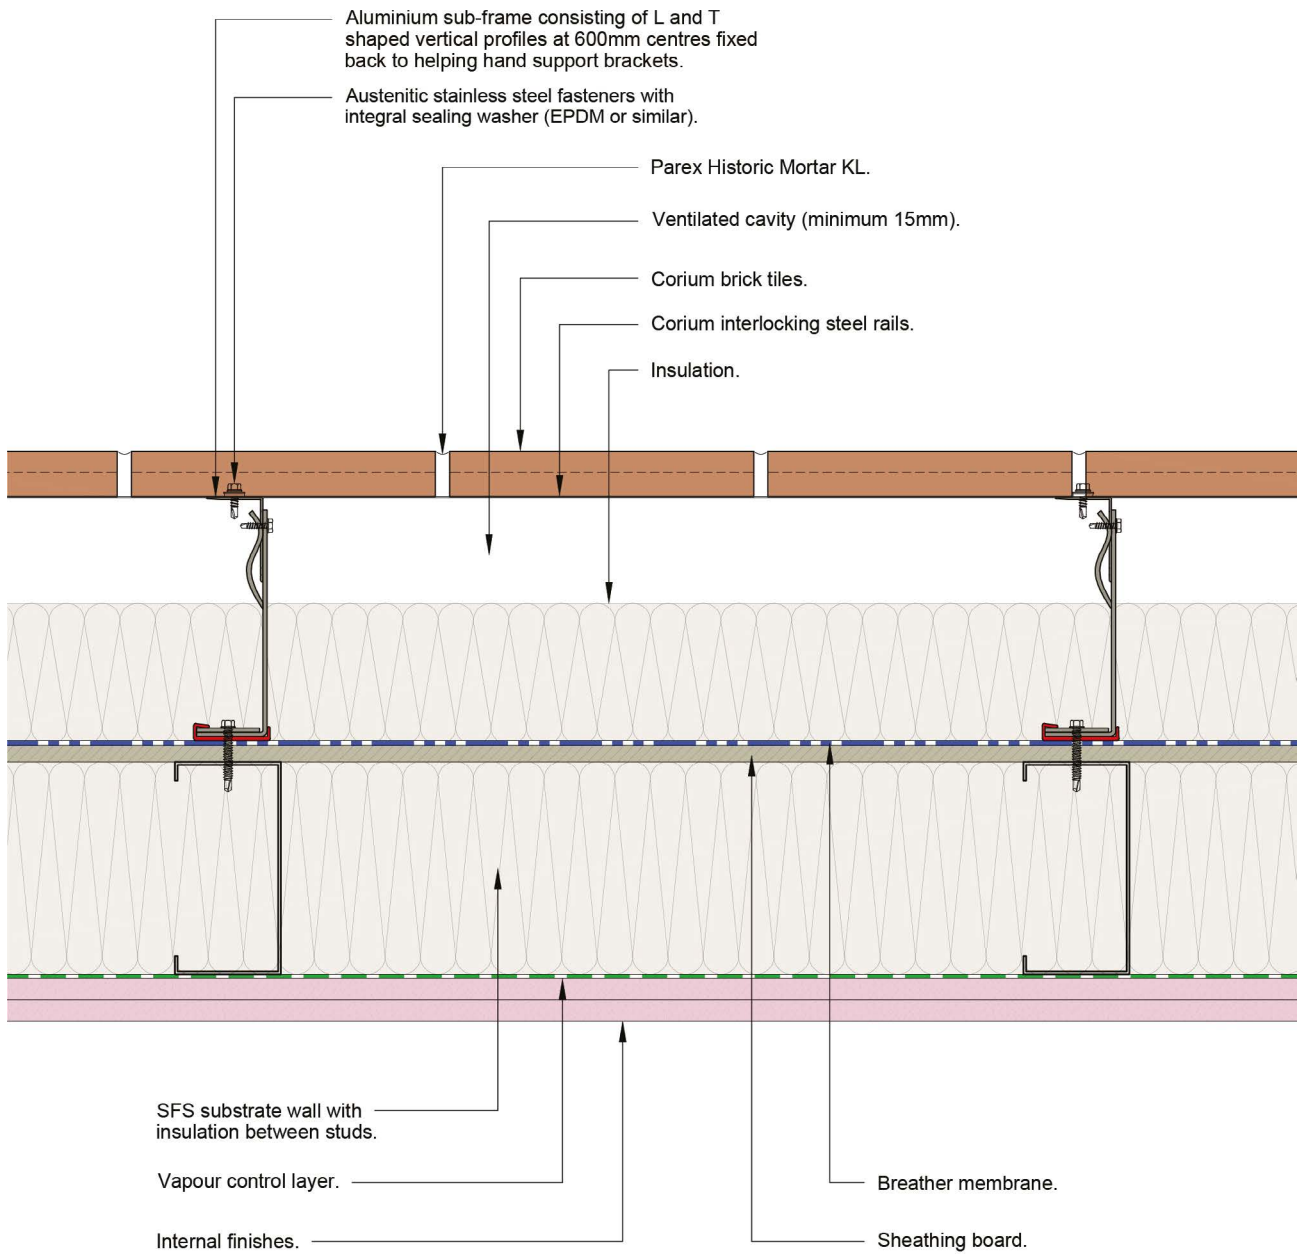 Aluminium sub-frame consisting of L and T
shaped vertical profiles at 600mm centres fixed
back to helping hand support brackets.
Austenitic stainless steel fasteners with
integral sealing washer (EPDM or similar).
Parex Historic Mortar KL.
Ventilated cavity (minimum 15mm).
Corium brick tiles.
Corium interlocking steel rails.
Insulation.
SFS substrate wall with
insulation between studs.
Vapour control layer.
Internal finishes.
Breather membrane.
Sheathing board.